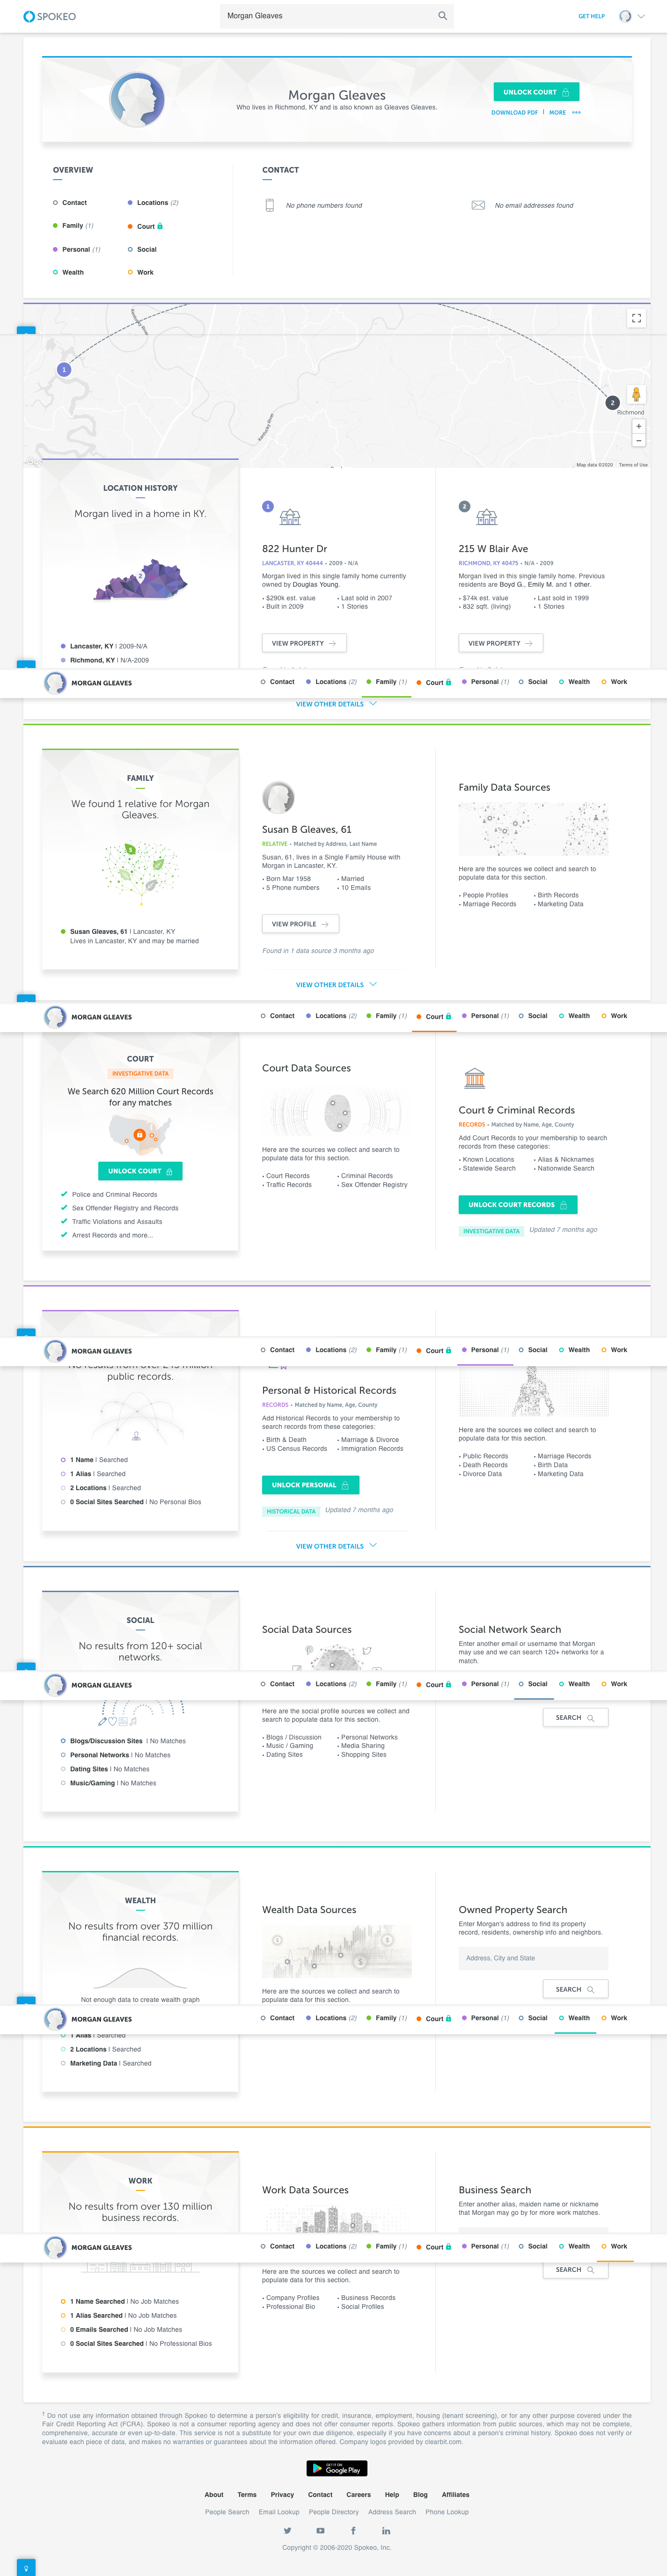 SPOKEO
Morgan Gleaves
GET HELP
Morgan Gleaves
Who lives in Richmond, KY and is also known as Gleaves Gleaves.
UNLOCK COURT
DOWNLOAD PDF | MORE
OVERVIEW
Contact
Locations (2)
Family (1)
Court
Personal (1)
Social
Wealth
Work
CONTACT
No phone numbers found
No email addresses found
Kentucky River
1
2
Richmond
+
−
Map data ©2020 Terms of Use
LOCATION HISTORY
Morgan lived in a home in KY.
2
Lancaster, KY | 2009-N/A
Richmond, KY | N/A-2009
1
822 Hunter Dr
LANCASTER, KY 40444 • 2009 - N/A
Morgan lived in this single family home currently
owned by Douglas Young.
• $290k est. value
• Last sold in 2007
• Built in 2009
• 1 Stories
VIEW PROPERTY
2
215 W Blair Ave
RICHMOND, KY 40475 • N/A - 2009
Morgan lived in this single family home. Previous
residents are Boyd G., Emily M. and 1 other.
• $74k est. value
• Last sold in 1999
• 832 sqft. (living)
• 1 Stories
VIEW PROPERTY
MORGAN GLEAVES
Contact Locations (2) Family (1) Court Personal (1) Social Wealth Work
VIEW OTHER DETAILS
FAMILY
We found 1 relative for Morgan
Gleaves.
Susan Gleaves, 61 | Lancaster, KY
Lives in Lancaster, KY and may be married
Susan B Gleaves, 61
RELATIVE • Matched by Address, Last Name
Susan, 61, lives in a Single Family House with
Morgan in Lancaster, KY.
• Born Mar 1958
• Married
• 5 Phone numbers
• 10 Emails
VIEW PROFILE
Found in 1 data source 3 months ago
Family Data Sources
Here are the sources we collect and search to
populate data for this section.
• People Profiles
• Birth Records
• Marriage Records
• Marketing Data
VIEW OTHER DETAILS
MORGAN GLEAVES
Contact Locations (2) Family (1) Court Personal (1) Social Wealth Work
COURT
INVESTIGATIVE DATA
We Search 620 Million Court Records
for any matches
UNLOCK COURT
Police and Criminal Records
Sex Offender Registry and Records
Traffic Violations and Assaults
Arrest Records and more...
Court Data Sources
Here are the sources we collect and search to
populate data for this section.
• Court Records
• Criminal Records
• Traffic Records
• Sex Offender Registry
Court & Criminal Records
RECORDS • Matched by Name, Age, County
Add Court Records to your membership to search
records from these categories:
• Known Locations
• Alias & Nicknames
• Statewide Search
• Nationwide Search
UNLOCK COURT RECORDS
INVESTIGATIVE DATA Updated 7 months ago
MORGAN GLEAVES
Contact Locations (2) Family (1) Court Personal (1) Social Wealth Work
public records.
1 Name | Searched
1 Alias | Searched
2 Locations | Searched
0 Social Sites Searched | No Personal Bios
Personal & Historical Records
RECORDS • Matched by Name, Age, County
Add Historical Records to your membership to
search records from these categories:
• Birth & Death
• Marriage & Divorce
• US Census Records
• Immigration Records
UNLOCK PERSONAL
HISTORICAL DATA Updated 7 months ago
Here are the sources we collect and search to
populate data for this section.
• Public Records
• Marriage Records
• Death Records
• Birth Data
• Divorce Data
• Marketing Data
VIEW OTHER DETAILS
SOCIAL
No results from 120+ social
networks.
Social Data Sources
Social Network Search
Enter another email or username that Morgan
may use and we can search 120+ networks for a
match.
MORGAN GLEAVES
Contact Locations (2) Family (1) Court Personal (1) Social Wealth Work
Blogs/Discussion Sites | No Matches
Personal Networks | No Matches
Dating Sites | No Matches
Music/Gaming | No Matches
Here are the social profile sources we collect and
search to populate data for this section.
• Blogs / Discussion
• Personal Networks
• Music / Gaming
• Media Sharing
• Dating Sites
• Shopping Sites
SEARCH
WEALTH
No results from over 370 million
financial records.
Not enough data to create wealth graph
Wealth Data Sources
Here are the sources we collect and search to
populate data for this section.
Owned Property Search
Enter Morgan's address to find its property
record, residents, ownership info and neighbors.
Address, City and State
SEARCH
MORGAN GLEAVES
Contact Locations (2) Family (1) Court Personal (1) Social Wealth Work
1 Alias | Searched
2 Locations | Searched
Marketing Data | Searched
WORK
No results from over 130 million
business records.
Work Data Sources
Business Search
Enter another alias, maiden name or nickname
that Morgan may go by for more work matches.
MORGAN GLEAVES
Contact Locations (2) Family (1) Court Personal (1) Social Wealth Work
1 Name Searched | No Job Matches
1 Alias Searched | No Job Matches
0 Emails Searched | No Job Matches
0 Social Sites Searched | No Professional Bios
Here are the sources we collect and search to
populate data for this section.
• Company Profiles
• Business Records
• Professional Bio
• Social Profiles
SEARCH
† Do not use any information obtained through Spokeo to determine a person's eligibility for credit, insurance, employment, housing (tenant screening), or for any other purpose covered under the
Fair Credit Reporting Act (FCRA). Spokeo is not a consumer reporting agency and does not offer consumer reports. Spokeo gathers information from public sources, which may not be complete,
comprehensive, accurate or even up-to-date. This service is not a substitute for your own due diligence, especially if you have concerns about a person's criminal history. Spokeo does not verify or
evaluate each piece of data, and makes no warranties or guarantees about the information offered. Company logos provided by clearbit.com.
GET IT ON
Google Play
About Terms Privacy Contact Careers Help Blog Affiliates
People Search Email Lookup People Directory Address Search Phone Lookup
Copyright © 2006-2020 Spokeo, Inc.